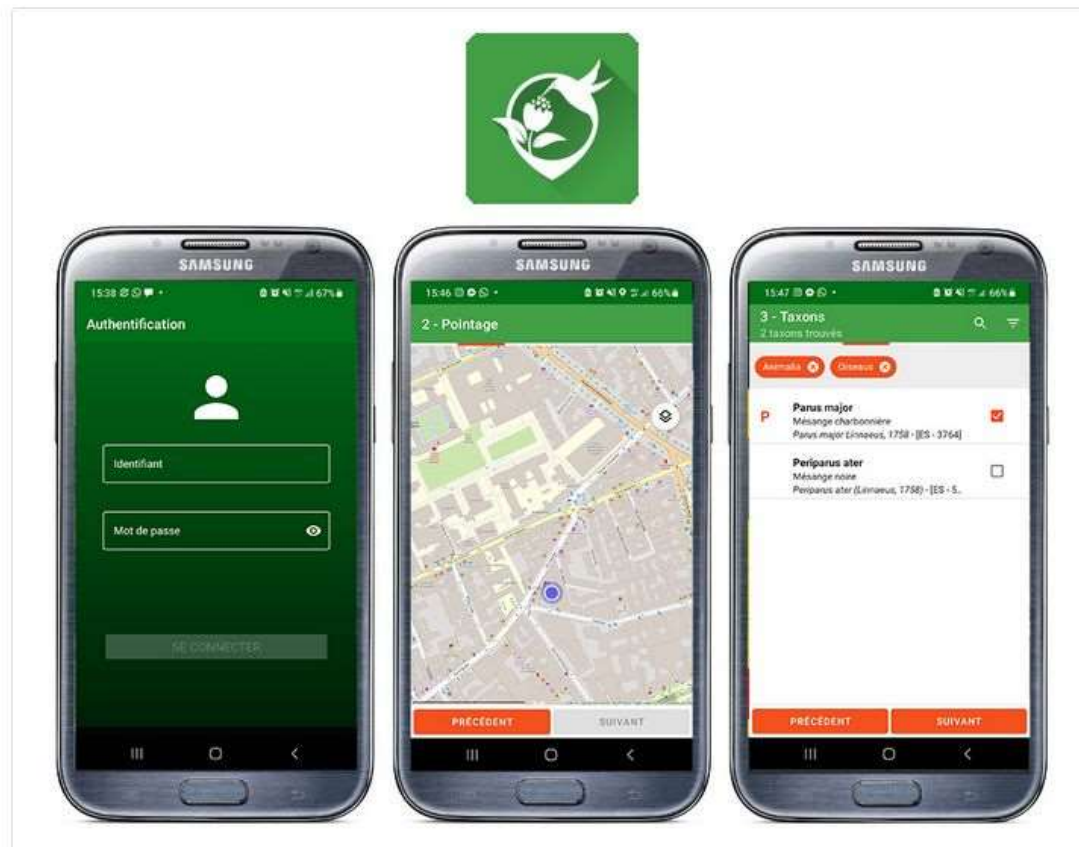 SAMSUNG
15:38
67%
Authentification
Identifiant
Mot de passe
SE CONNECTER
SAMSUNG
15:46
66%
2 - Pointage
PRÉCÉDENT
SUIVANT
SAMSUNG
15:47
66%
3 - Taxons
2 taxons trouvés
Animalia
Oiseaux
P
Parus major
Mésange charbonnière
Parus major Linnaeus, 1758 - [ES - 3764]
Periparus ater
Mésange noire
Periparus ater (Linnaeus, 1758) - [ES - 5...
PRÉCÉDENT
SUIVANT